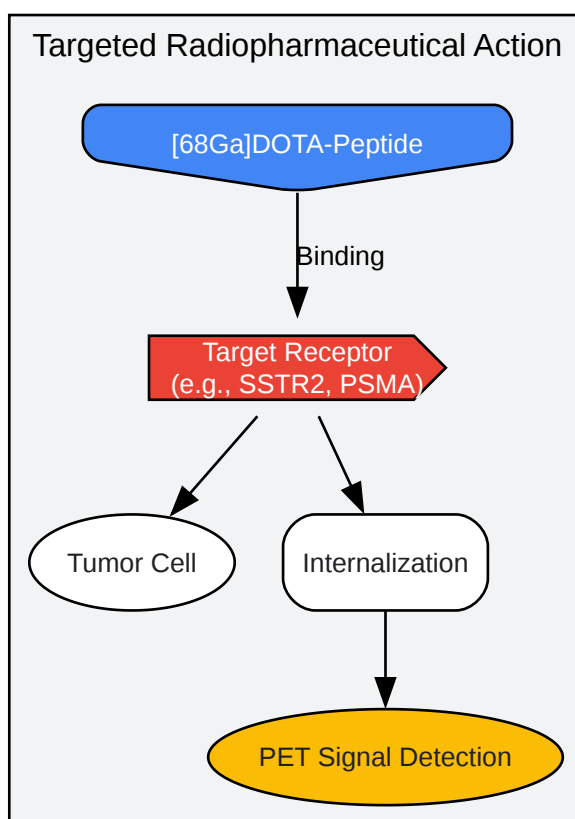 Targeted Radiopharmaceutical Action
[68Ga]DOTA-Peptide
Binding
Target Receptor
(e.g., SSTR2, PSMA)
Tumor Cell
Internalization
PET Signal Detection